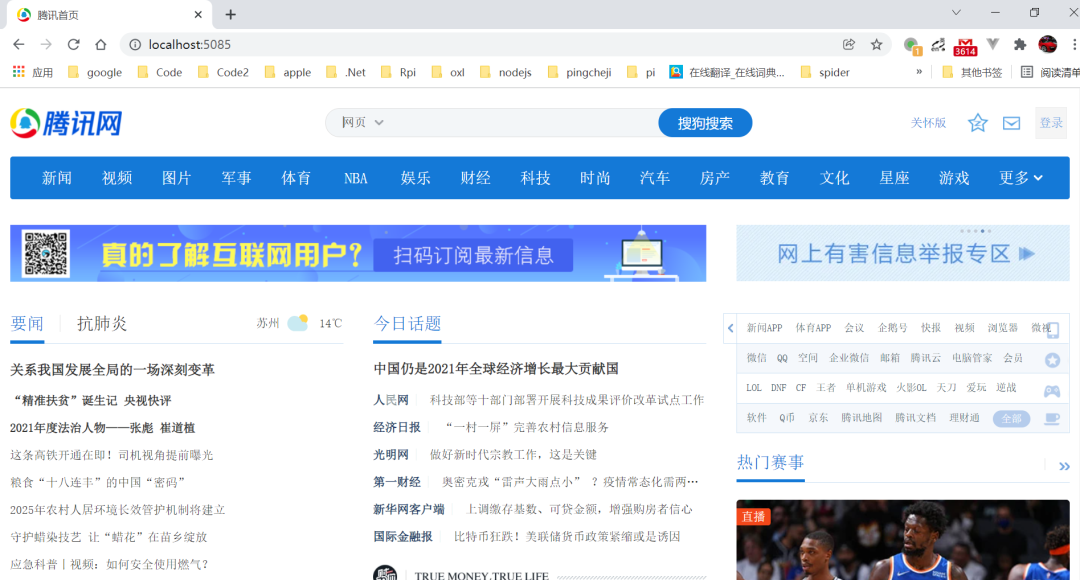 腾讯首页
localhost:5085
3614
1
应用 google Code Code2 apple .Net Rpi oxl nodejs pingcheji pi 在线翻译_在线词典... spider » 其他书签 阅读清单
腾讯网
网页 搜狗搜索
关怀版 登录
新闻 视频 图片 军事 体育 NBA 娱乐 财经 科技 时尚 汽车 房产 教育 文化 星座 游戏 更多
真的了解互联网用户? 扫码订阅最新信息
网上有害信息举报专区
要闻 抗肺炎 苏州 14℃
关系我国发展全局的一场深刻变革
“精准扶贫”诞生记 央视快评
2021年度法治人物——张彪 崔道植
这条高铁开通在即！司机视角提前曝光
粮食“十八连丰”的中国“密码”
2025年农村人居环境长效管护机制将建立
守护蜡染技艺 让“蜡花”在苗乡绽放
应急科普丨视频：如何安全使用燃气？
今日话题
中国仍是2021年全球经济增长最大贡献国
人民网 科技部等十部门部署开展科技成果评价改革试点工作
经济日报 “一村一屏”完善农村信息服务
光明网 做好新时代宗教工作，这是关键
第一财经 奥密克戎“雷声大雨点小”？疫情常态化需两…
新华网客户端 上调缴存基数、可贷金额，增强购房者信心
国际金融报 比特币狂跌！美联储货币政策紧缩或是诱因
TRUE MONEY.TRUE LIFE
新闻APP 体育APP 会议 企鹅号 快报 视频 浏览器 微视
微信 QQ 空间 企业微信 邮箱 腾讯云 电脑管家 会员
LOL DNF CF 王者 单机游戏 火影OL 天刀 爱玩 逆战
软件 Q币 京东 腾讯地图 腾讯文档 理财通 全部
热门赛事
直播